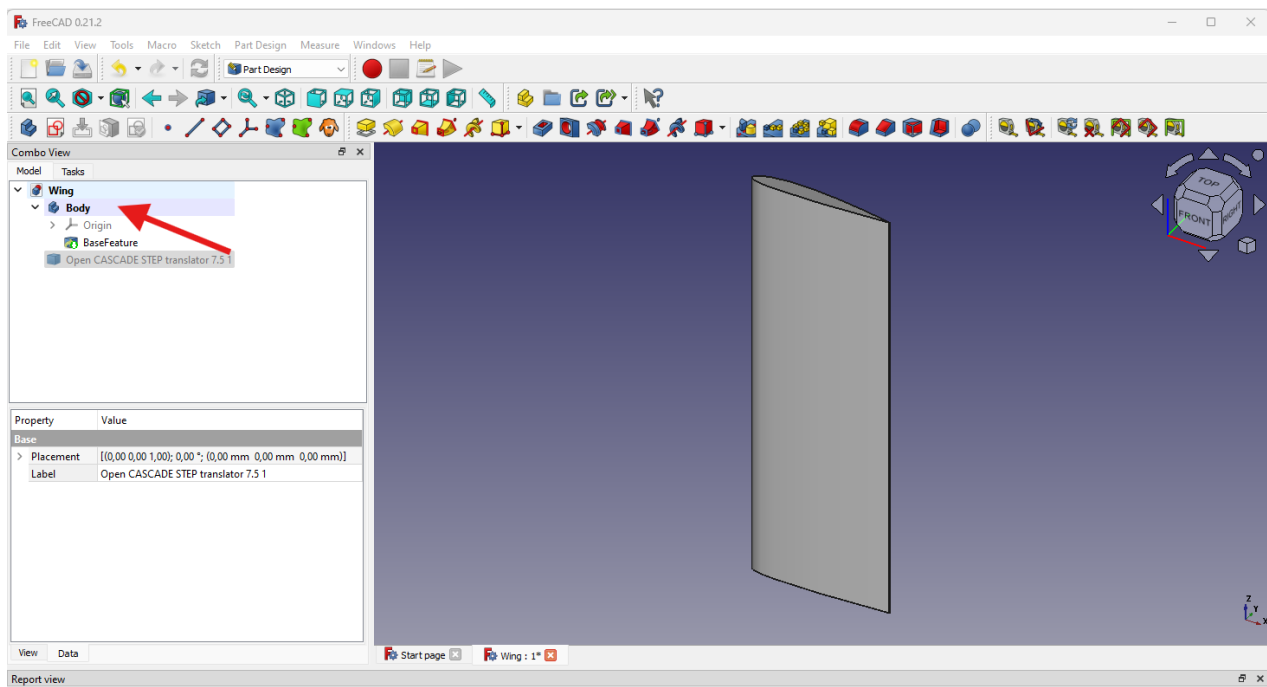 FreeCAD 0.21.2
File Edit View Tools Macro Sketch Part Design Measure Windows Help
Part Design
Combo View
Model Tasks
Wing
Body
Origin
BaseFeature
Open CASCADE STEP translator 7.5 1
TOP
FRONT
RIGHT
Property Value
Base
Placement [(0,00 0,00 1,00); 0,00 °; (0,00 mm 0,00 mm 0,00 mm)]
Label Open CASCADE STEP translator 7.5 1
Z
Y
X
View Data
Start page Wing : 1*
Report view